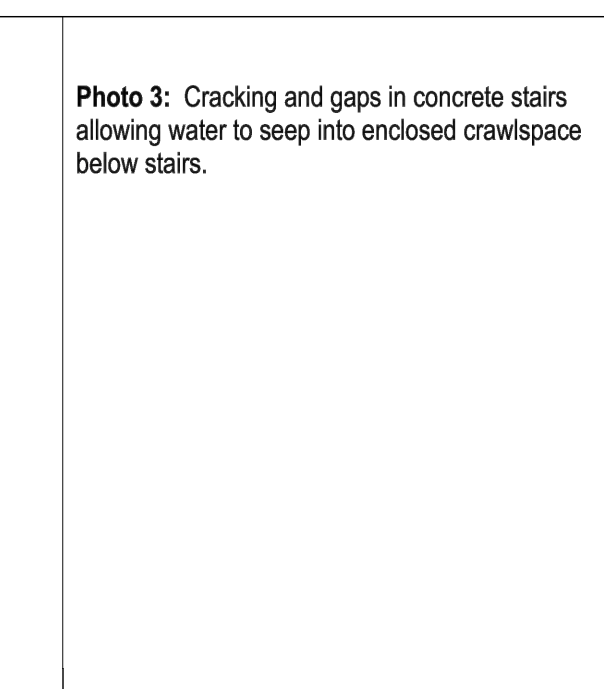 Photo 3: Cracking and gaps in concrete stairs
allowing water to seep into enclosed crawlspace
below stairs.